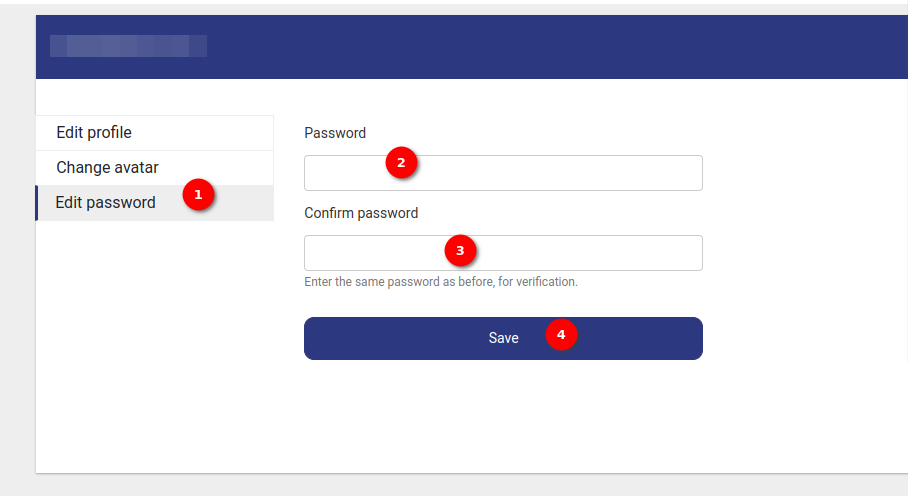 Edit profile
Change avatar
Edit password
1
Password
2
Confirm password
3
Enter the same password as before, for verification.
Save
4